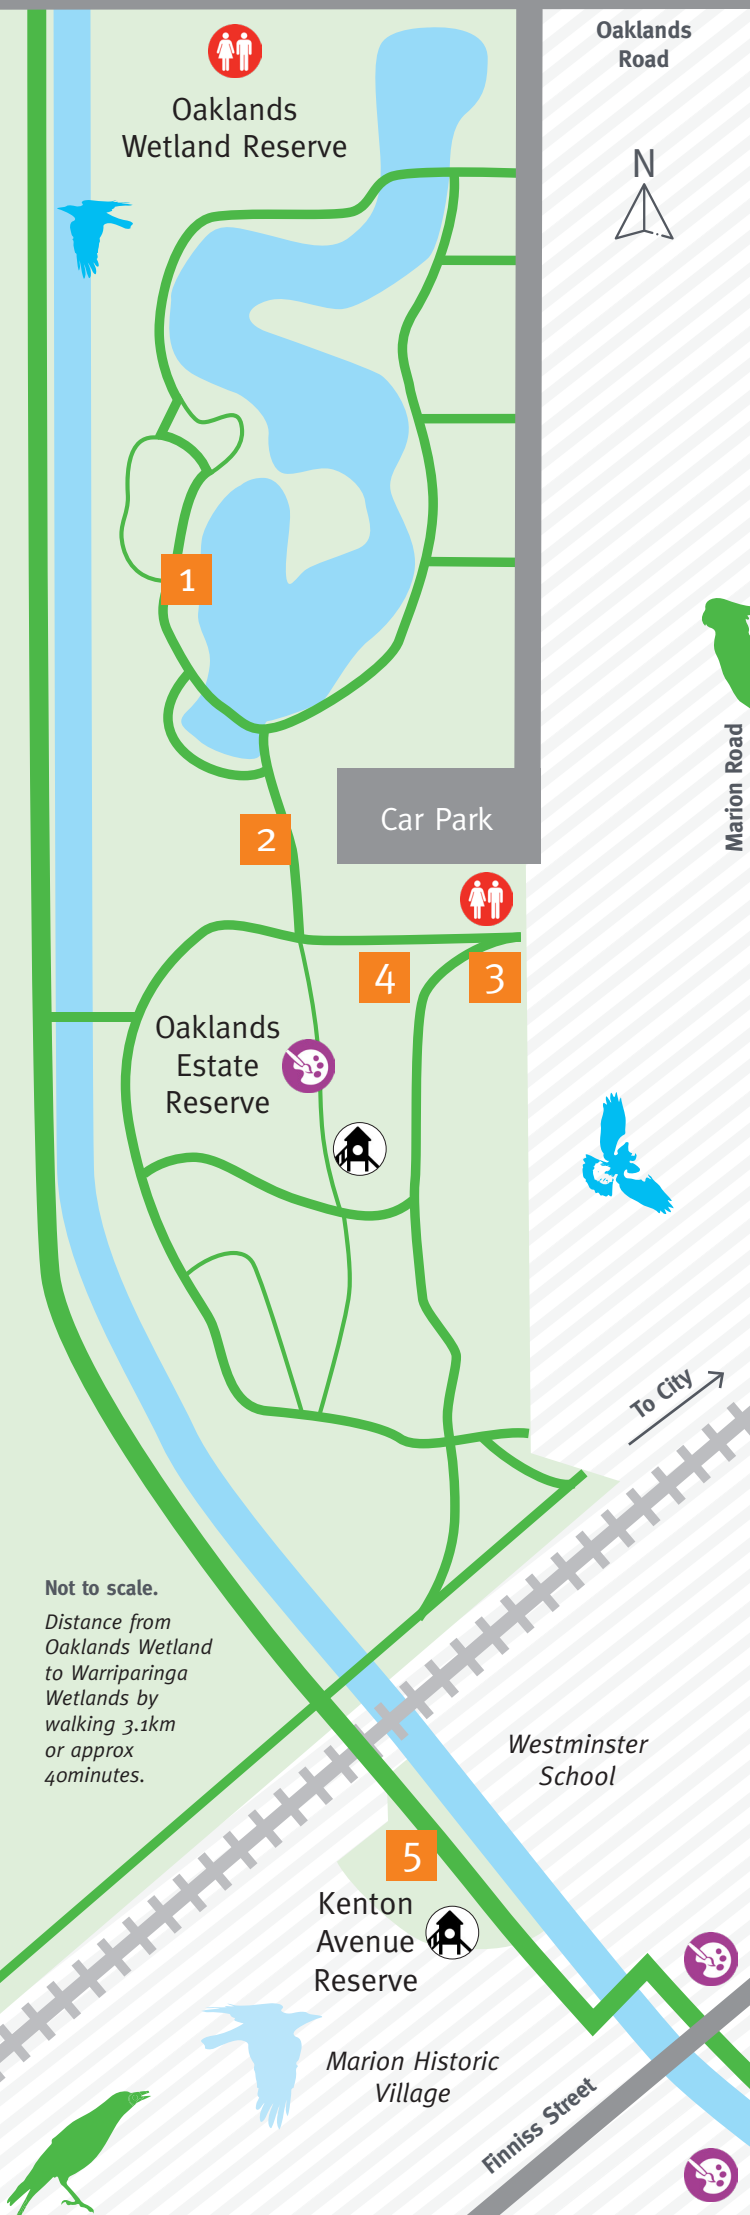 Oaklands
Road
Oaklands
Wetland Reserve
N
1
Marion Road
Car Park
2
4
3
Oaklands
Estate
Reserve
To City
Not to scale.
Distance from
Oaklands Wetland
to Warriparinga
Wetlands by
walking 3.1km
or approx
40minutes.
Westminster
School
5
Kenton
Avenue
Reserve
Marion Historic
Village
Finniss Street